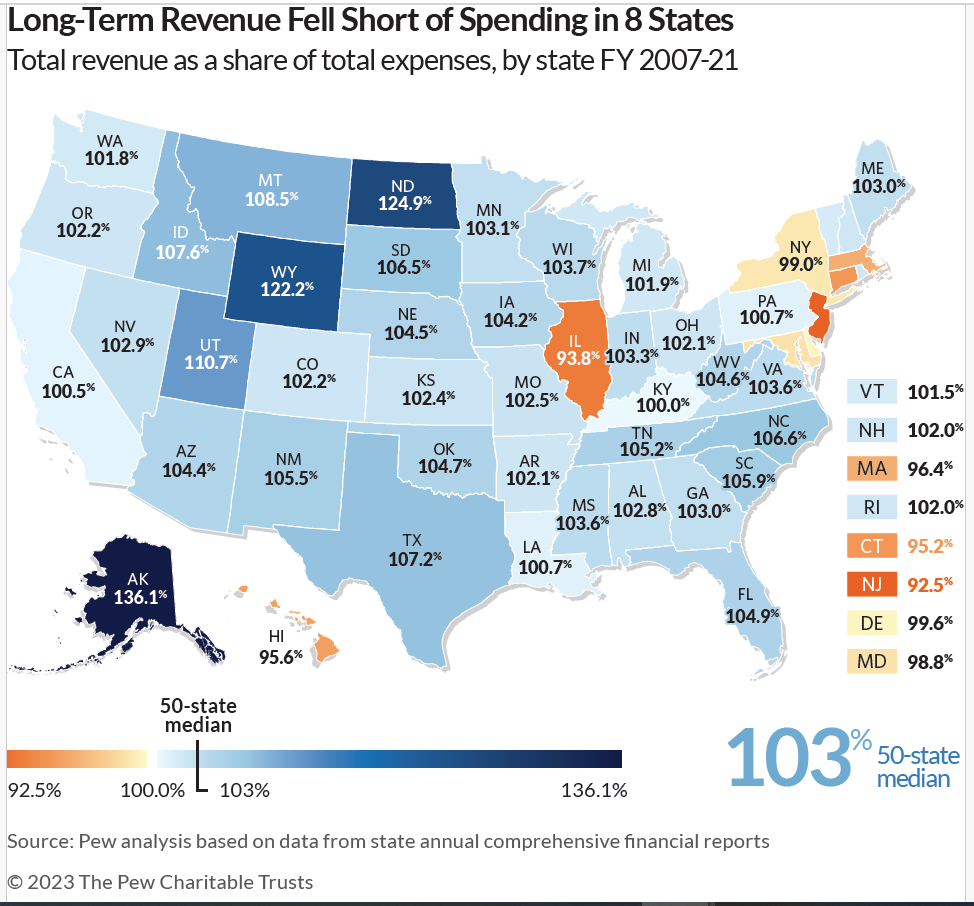 Long-Term Revenue Fell Short of Spending in 8 States
Total revenue as a share of total expenses, by state FY 2007-21
WA
101.8%
OR
102.2%
ID
107.6%
MT
108.5%
ND
124.9%
MN
103.1%
ME
103.0%
WY
122.2%
SD
106.5%
WI
103.7%
MI
101.9%
NY
99.0%
NV
102.9%
UT
110.7%
CA
100.5%
CO
102.2%
NE
104.5%
IA
104.2%
IL
93.8%
IN
103.3%
OH
102.1%
PA
100.7%
KS
102.4%
MO
102.5%
KY
100.0%
WV
104.6%
VA
103.6%
AZ
104.4%
NM
105.5%
OK
104.7%
AR
102.1%
TN
105.2%
NC
106.6%
SC
105.9%
TX
107.2%
LA
100.7%
MS
103.6%
AL
102.8%
GA
103.0%
FL
104.9%
AK
136.1%
HI
95.6%
VT 101.5%
NH 102.0%
MA 96.4%
RI 102.0%
CT 95.2%
NJ 92.5%
DE 99.6%
MD 98.8%
50-state
median
92.5% 100.0% 103% 136.1%
103% 50-state
median
Source: Pew analysis based on data from state annual comprehensive financial reports
© 2023 The Pew Charitable Trusts